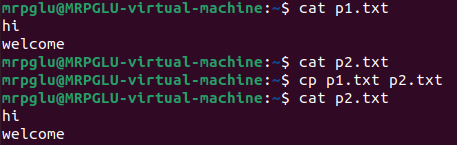 mrpglu@MRPGLU-virtual-machine:~$ cat p1.txt
hi
welcome
mrpglu@MRPGLU-virtual-machine:~$ cat p2.txt
mrpglu@MRPGLU-virtual-machine:~$ cp p1.txt p2.txt
mrpglu@MRPGLU-virtual-machine:~$ cat p2.txt
hi
welcome